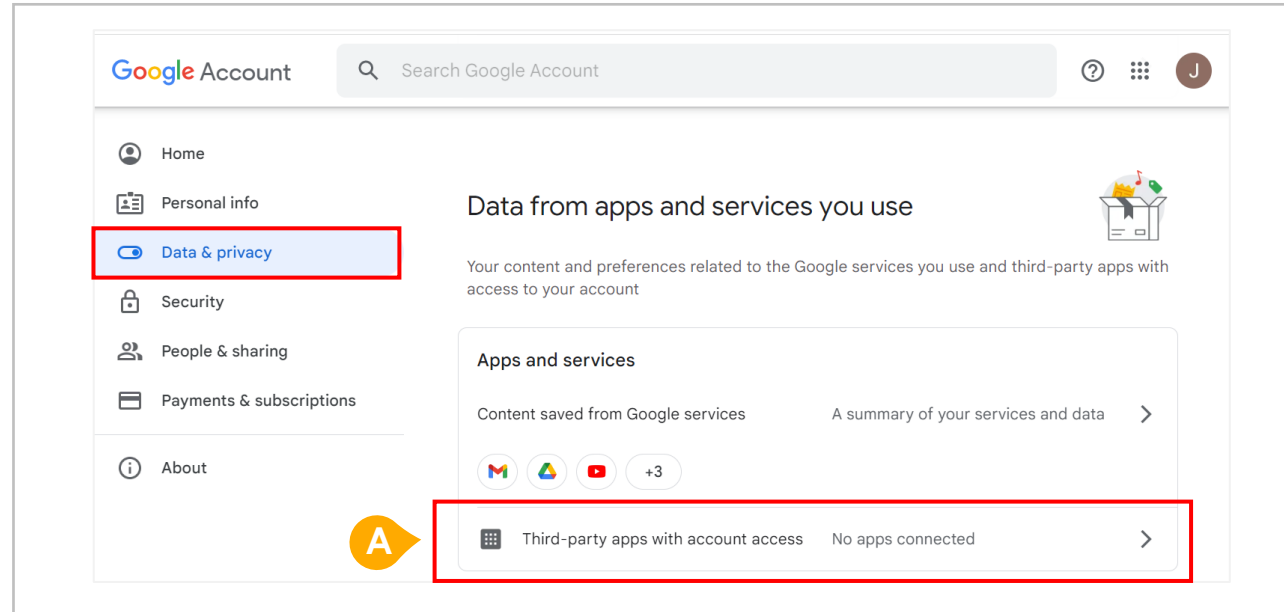 Google Account
Search Google Account
J
Home
Personal info
Data & privacy
Security
People & sharing
Payments & subscriptions
About
Data from apps and services you use
Your content and preferences related to the Google services you use and third-party apps with
access to your account
Apps and services
Content saved from Google services A summary of your services and data
+3
A
Third-party apps with account access No apps connected